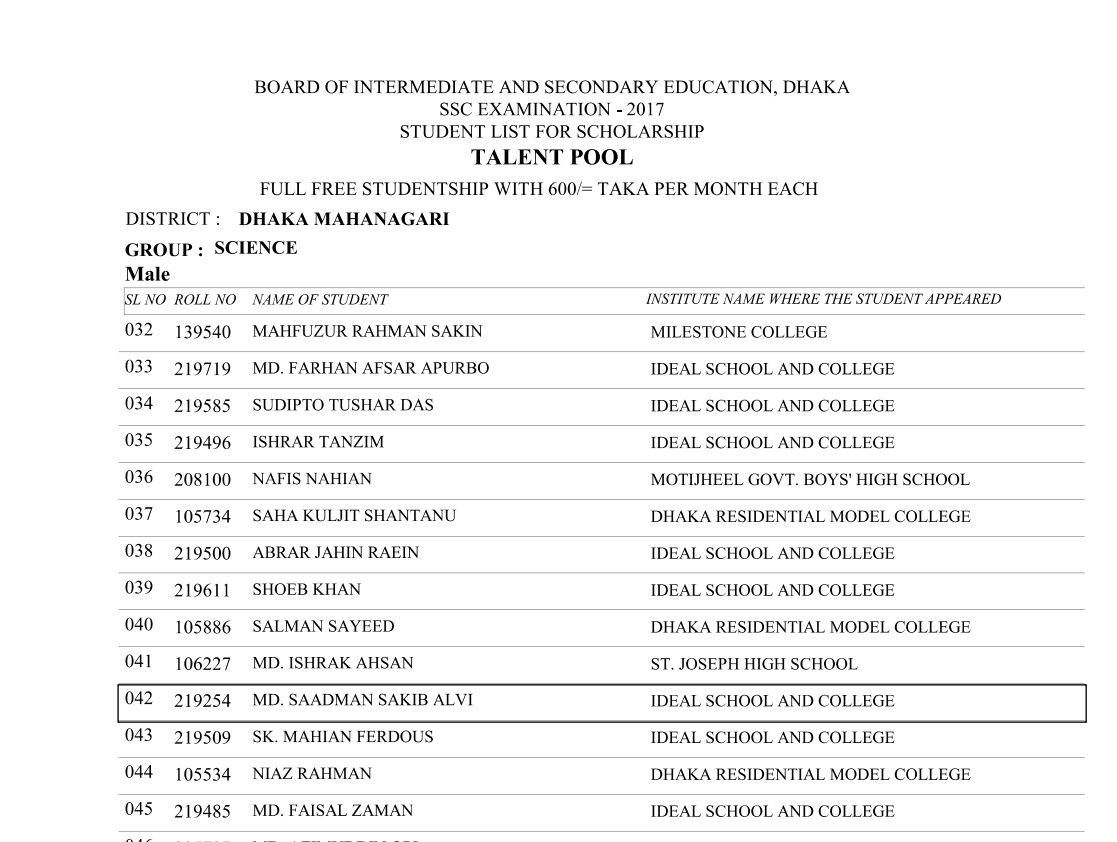 BOARD OF INTERMEDIATE AND SECONDARY EDUCATION, DHAKA
SSC EXAMINATION - 2017
STUDENT LIST FOR SCHOLARSHIP
TALENT POOL
FULL FREE STUDENTSHIP WITH 600/= TAKA PER MONTH EACH
DISTRICT : DHAKA MAHANAGARI
GROUP : SCIENCE
Male
SL NO ROLL NO NAME OF STUDENT INSTITUTE NAME WHERE THE STUDENT APPEARED
032 139540 MAHFUZUR RAHMAN SAKIN MILESTONE COLLEGE
033 219719 MD. FARHAN AFSAR APURBO IDEAL SCHOOL AND COLLEGE
034 219585 SUDIPTO TUSHAR DAS IDEAL SCHOOL AND COLLEGE
035 219496 ISHRAR TANZIM IDEAL SCHOOL AND COLLEGE
036 208100 NAFIS NAHIAN MOTIJHEEL GOVT. BOYS' HIGH SCHOOL
037 105734 SAHA KULJIT SHANTANU DHAKA RESIDENTIAL MODEL COLLEGE
038 219500 ABRAR JAHIN RAEIN IDEAL SCHOOL AND COLLEGE
039 219611 SHOEB KHAN IDEAL SCHOOL AND COLLEGE
040 105886 SALMAN SAYEED DHAKA RESIDENTIAL MODEL COLLEGE
041 106227 MD. ISHRAK AHSAN ST. JOSEPH HIGH SCHOOL
042 219254 MD. SAADMAN SAKIB ALVI IDEAL SCHOOL AND COLLEGE
043 219509 SK. MAHIAN FERDOUS IDEAL SCHOOL AND COLLEGE
044 105534 NIAZ RAHMAN DHAKA RESIDENTIAL MODEL COLLEGE
045 219485 MD. FAISAL ZAMAN IDEAL SCHOOL AND COLLEGE